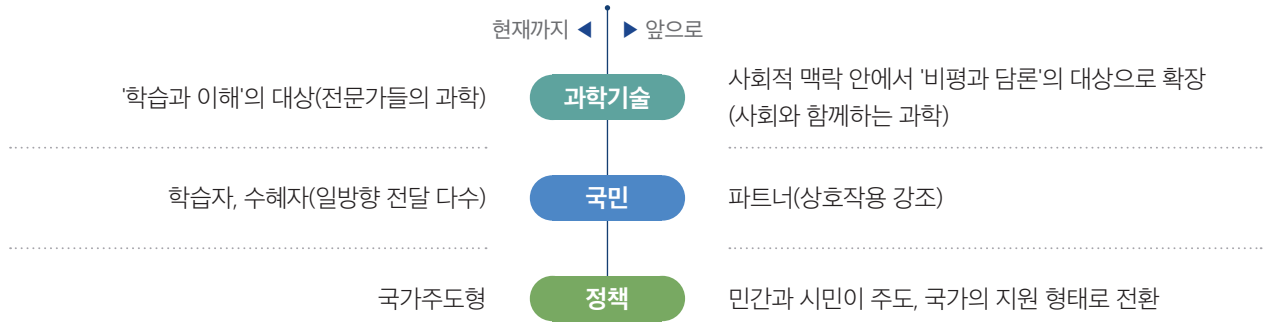 현재까지 ◀ ▶ 앞으로
'학습과 이해'의 대상(전문가들의 과학)
과학기술
사회적 맥락 안에서 '비평과 담론'의 대상으로 확장
(사회와 함께하는 과학)
학습자, 수혜자(일방향 전달 다수)
국민
파트너(상호작용 강조)
국가주도형
정책
민간과 시민이 주도, 국가의 지원 형태로 전환